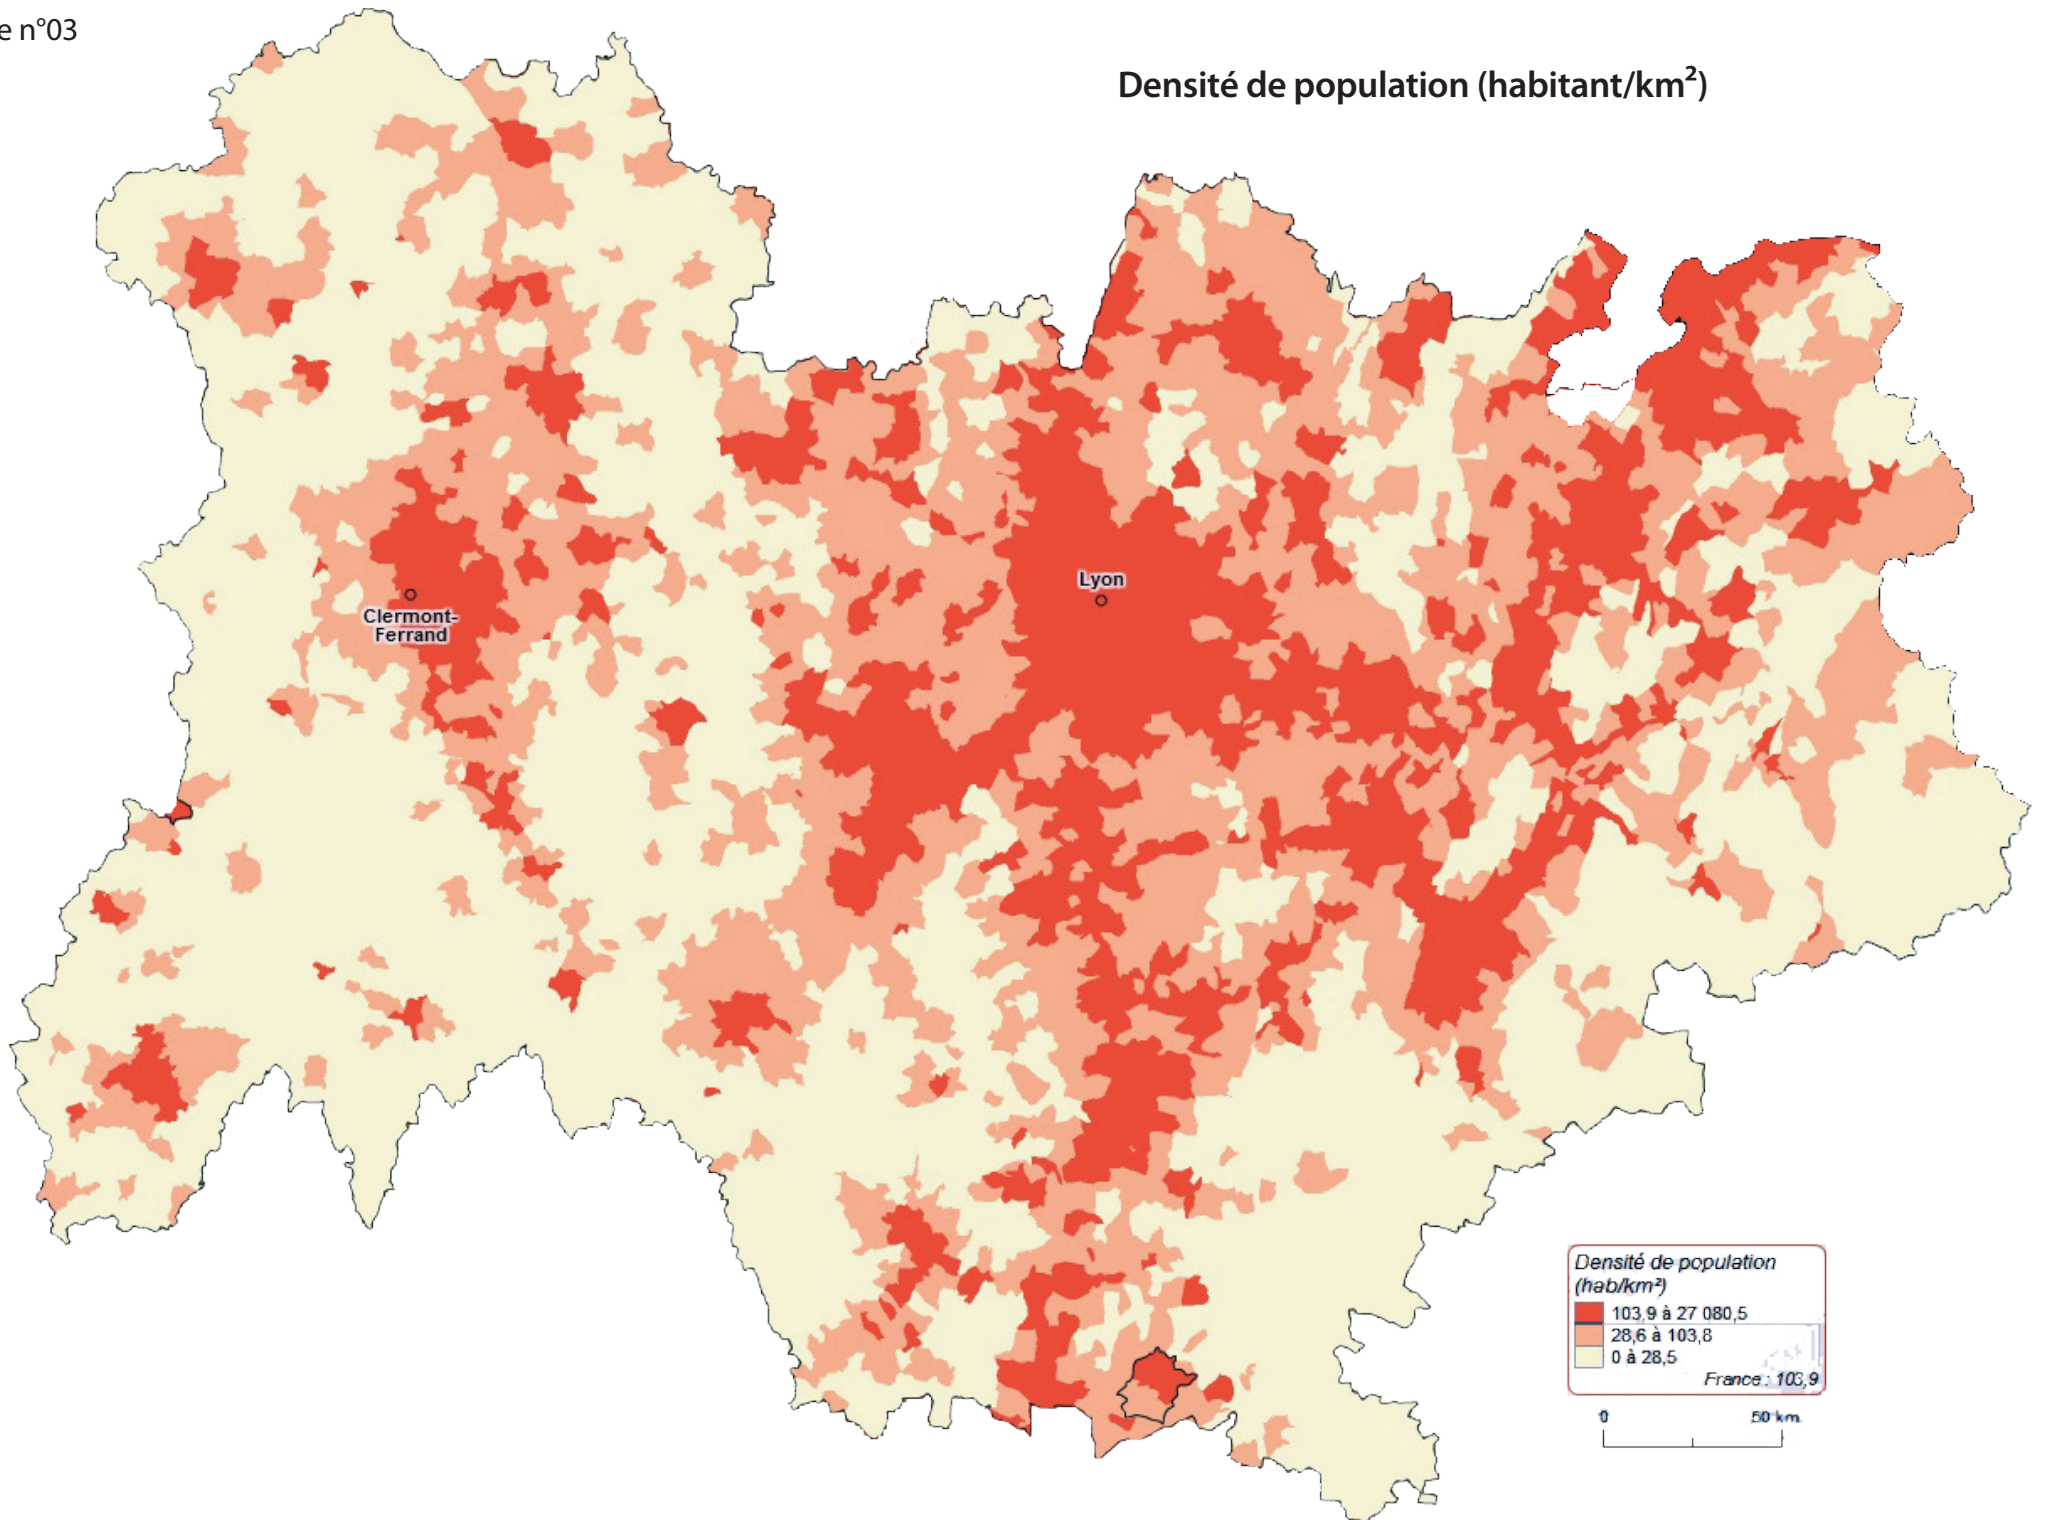 e n°03
Densité de population (habitant/km²)
Lyon
Clermont-
Ferrand
Densité de population
(hab/km²)
103,9 à 27 080,5
28,6 à 103,8
0 à 28,5
France : 103,9
0 50 km